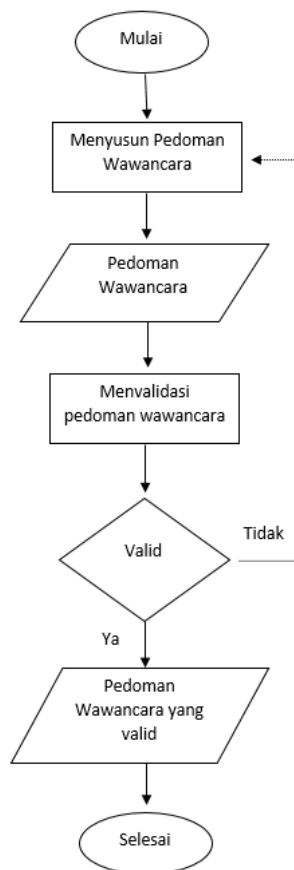 Mulai
Menyusun Pedoman
Wawancara
Pedoman
Wawancara
Menvalidasi
pedoman wawancara
Valid
Tidak
Ya
Pedoman
Wawancara yang
valid
Selesai